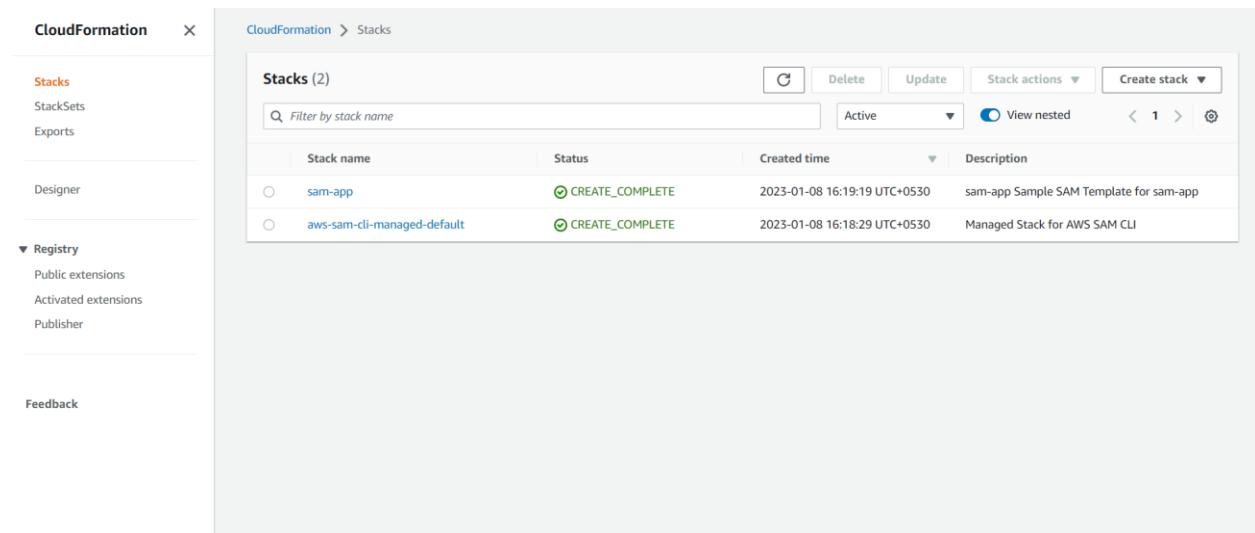 CloudFormation
Stacks
StackSets
Exports
Designer
Registry
Public extensions
Activated extensions
Publisher
Feedback
CloudFormation Stacks
Stacks (2) Delete Update Stack actions Create stack
Filter by stack name Active View nested 1
Stack name Status Created time Description
sam-app CREATE_COMPLETE 2023-01-08 16:19:19 UTC+0530 sam-app Sample SAM Template for sam-app
aws-sam-cli-managed-default CREATE_COMPLETE 2023-01-08 16:18:29 UTC+0530 Managed Stack for AWS SAM CLI